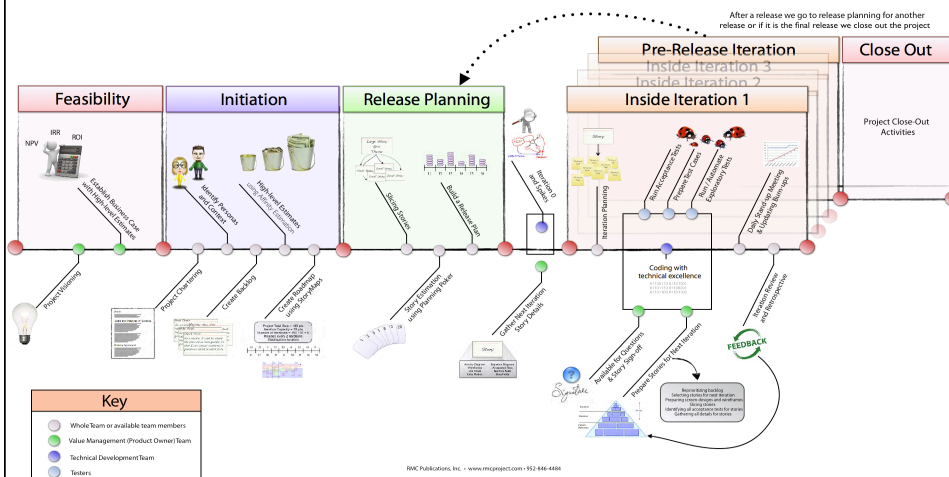 After a release we go to release planning for another
release or if it is the final release we close out the project
Pre-Release Iteration
Close Out
Inside Iteration 3
Inside Iteration 2
Feasibility
Initiation
Release Planning
Inside Iteration 1
NPV
IRR
ROI
Establish Business Case
with High-level Estimates
Identify Personas
and Context
High-level Estimates
using Affinity Estimation
Slicing Stories
Build a Release Plan
Iteration 0
and Spikes
Story
Iteration Planning
Run Acceptance Tests
Prepare Test Cases
Run / Automate
Exploratory Tests
Daily Stand-up Meeting
& Updating Burn-ups
Project Close-Out
Activities
Project Visioning
Project Chartering
Create Backlog
Create Roadmap
using StoryMaps
Story Estimation
using Planning Poker
Gather Next Iteration
Story Details
Story
Coding with
technical excellence
Available for Questions
& Story Sign-off
Prepare Stories for Next Iteration
Iteration Review
and Retrospective
FEEDBACK
?
Signature
Reprioritizing backlog
Selecting stories for next iteration
Preparing screen designs and wireframes
Slicing stories
Identifying all acceptance tests for stories
Gathering all details for stories
Key
Whole Team or available team members
Value Management (Product Owner) Team
Technical DevelopmentTeam
Testers
RMC Publications, Inc. • www.rmcproject.com • 952-846-4484